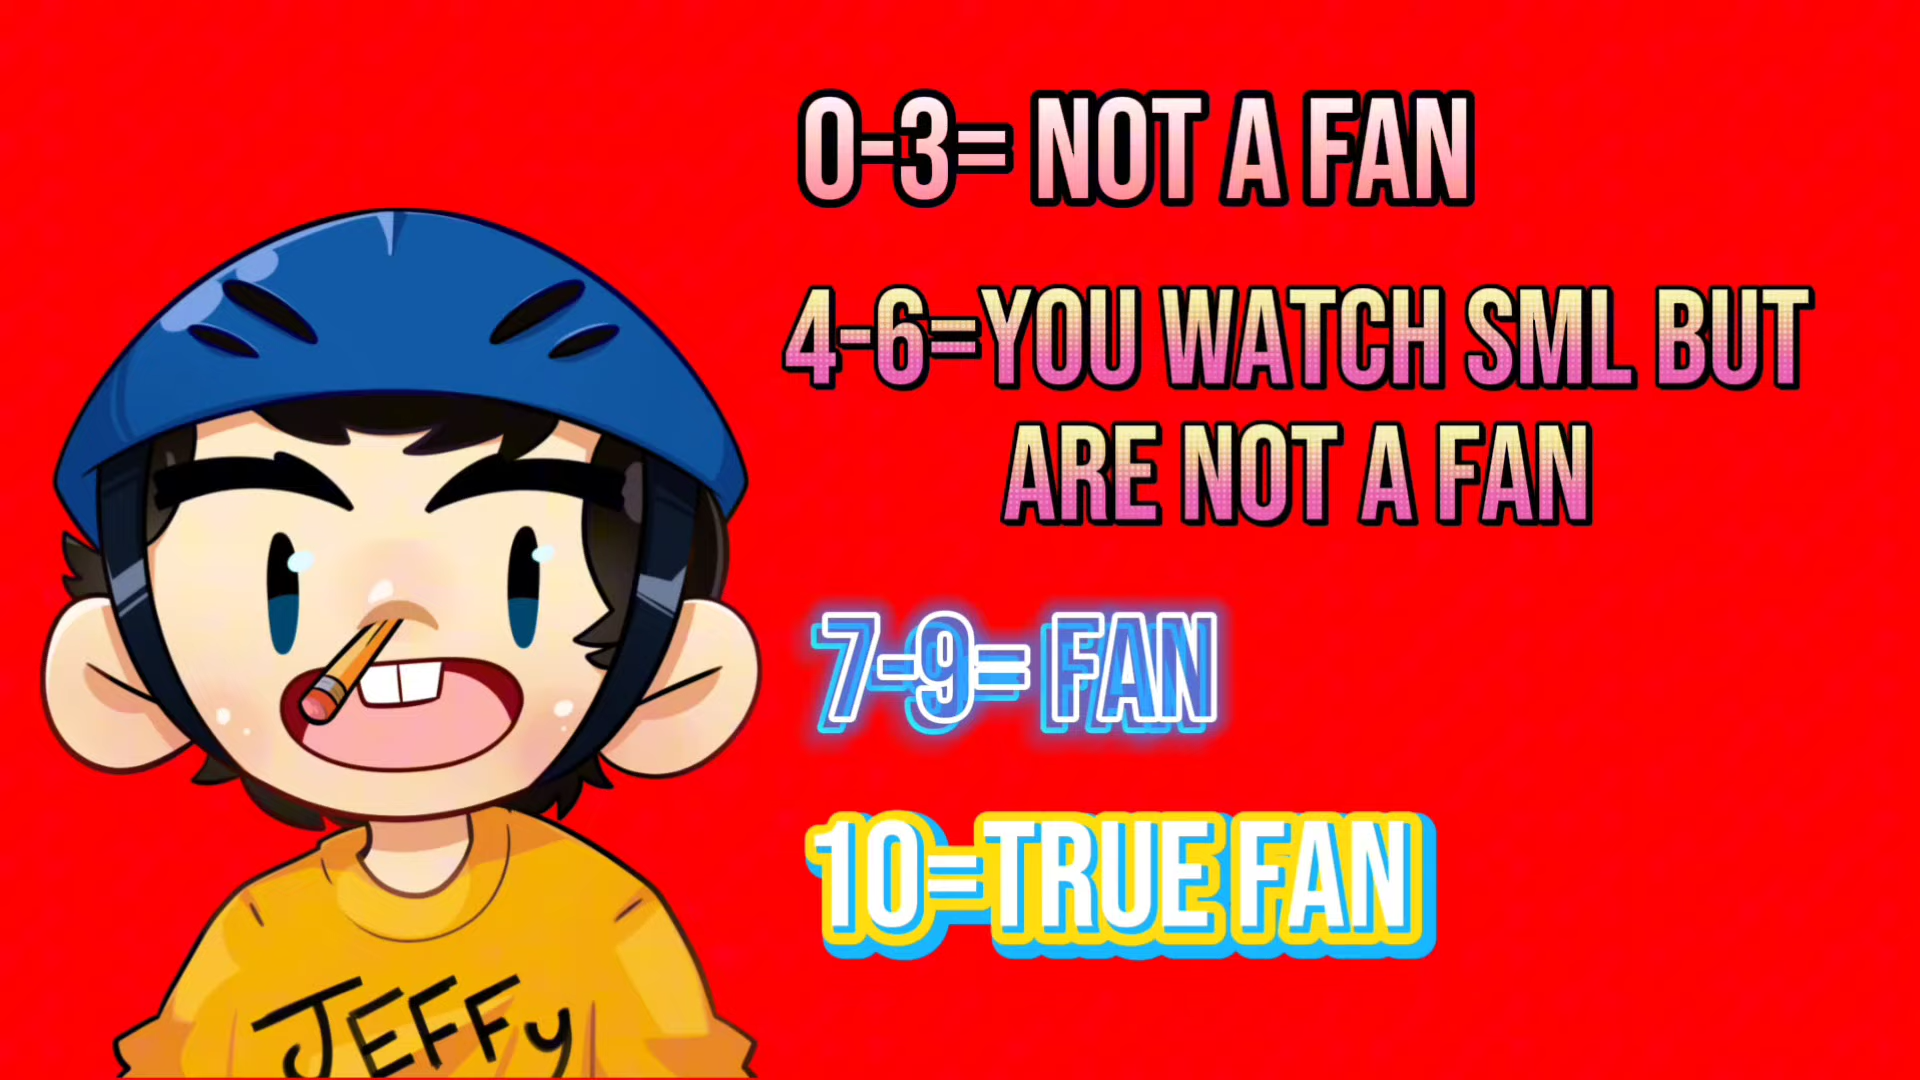 0-3= NOT A FAN
4-6=YOU WATCH SML BUT
ARE NOT A FAN
7-9= FAN
10=TRUE FAN
JEFFy